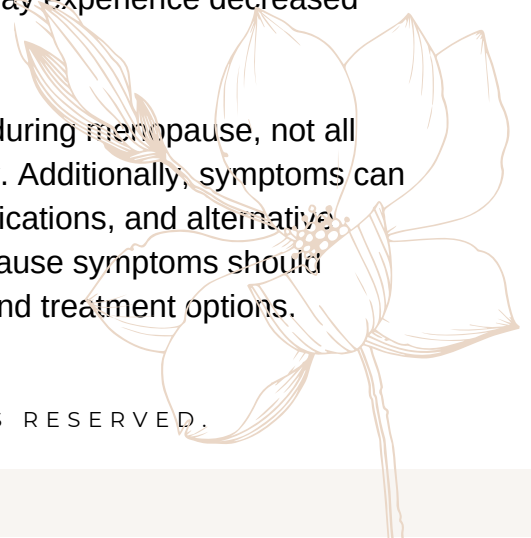 ay experience decreased
during menopause, not all
. Additionally, symptoms can
ications, and alternative
ause symptoms should
nd treatment options.
S RESERVED.